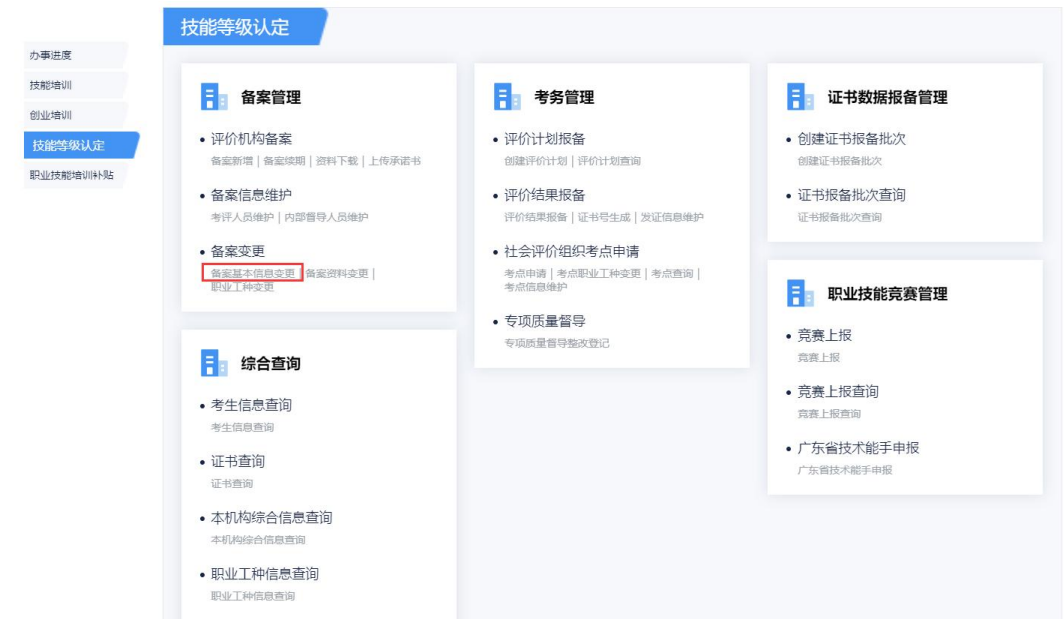 技能等级认定
办事进度
技能培训
创业培训
技能等级认定
职业技能培训补贴
备案管理
评价机构备案
备案新增 | 备案续期 | 资料下载 | 上传承诺书
备案信息维护
考评人员维护 | 内部督导人员维护
备案变更
备案基本信息变更 | 备案资料变更 |
职业工种变更
综合查询
考生信息查询
考生信息查询
证书查询
证书查询
本机构综合信息查询
本机构综合信息查询
职业工种信息查询
职业工种信息查询
考务管理
评价计划报备
创建评价计划 | 评价计划查询
评价结果报备
评价结果报备 | 证书号生成 | 发证信息维护
社会评价组织考点申请
考点申请 | 考点职业工种变更 | 考点查询 |
考点信息维护
专项质量督导
专项质量督导整改登记
证书数据报备管理
创建证书报备批次
创建证书报备批次
证书报备批次查询
证书报备批次查询
职业技能竞赛管理
竞赛上报
竞赛上报
竞赛上报查询
竞赛上报查询
广东省技术能手申报
广东省技术能手申报